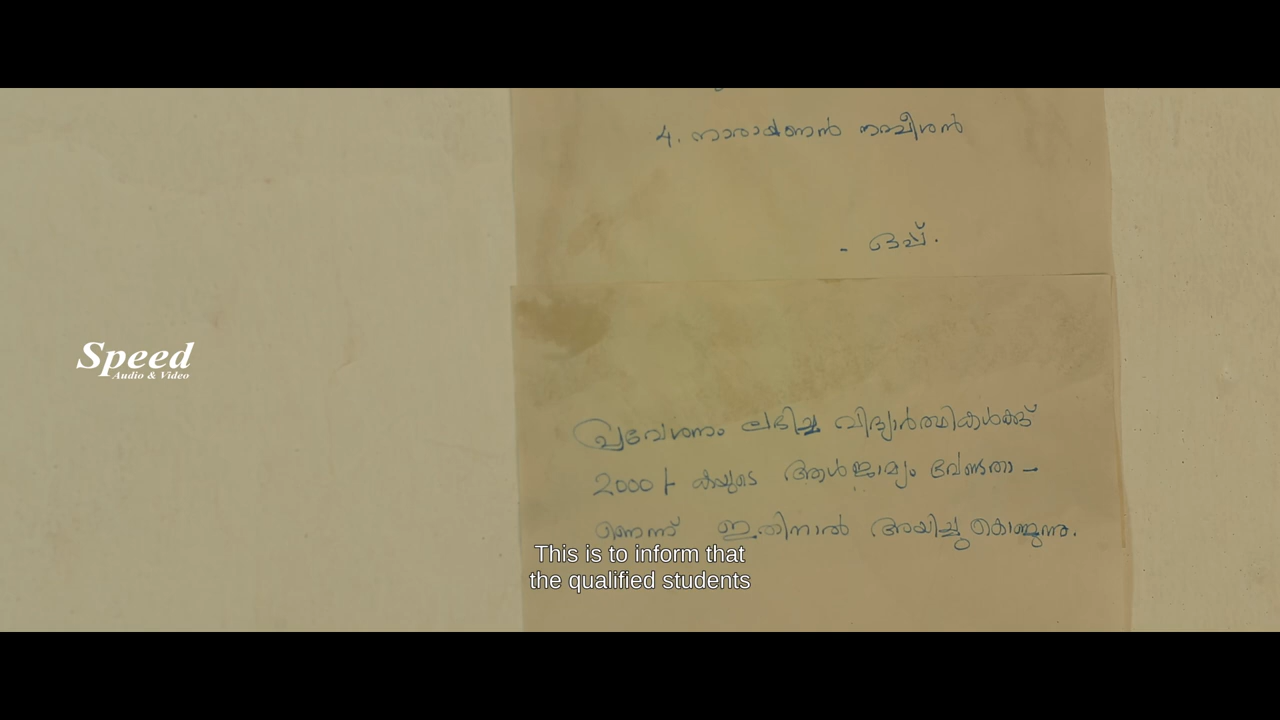 4. നാരായണൻ നമ്പീശൻ
- ഒപ്പ്.
Speed
Audio & Video
പ്രവേശനം ലഭിച്ച വിദ്യാർത്ഥികൾക്ക്
2000/- കയുടെ ആൾജാമ്യം വേണ്ടതാ-
ണെന്ന് ഇതിനാൽ അറിയിച്ചുകൊള്ളുന്നു.
This is to inform that
the qualified students